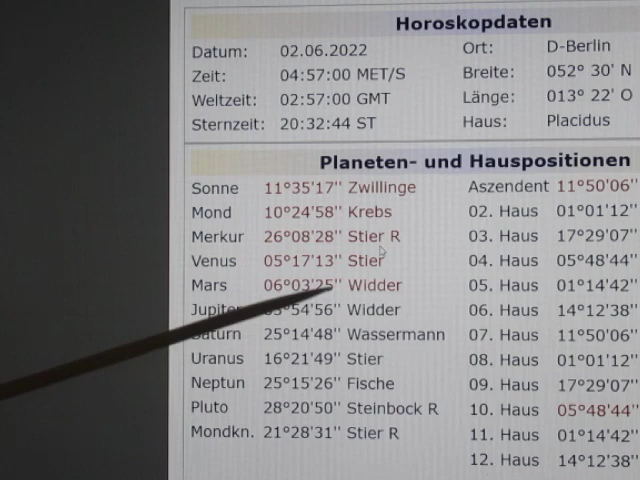 Horoskopdaten
Datum: 02.06.2022 Ort: D-Berlin
Zeit: 04:57:00 MET/S Breite: 052° 30' N
Weltzeit: 02:57:00 GMT Länge: 013° 22' O
Sternzeit: 20:32:44 ST Haus: Placidus
Planeten- und Hauspositionen
Sonne 11°35'17" Zwillinge Aszendent 11°50'06"
Mond 10°24'58" Krebs 02. Haus 01°01'12"
Merkur 26°08'28" Stier R 03. Haus 17°29'07"
Venus 05°17'13" Stier 04. Haus 05°48'44"
Mars 06°03'25" Widder 05. Haus 01°14'42"
Jupiter 54'56" Widder 06. Haus 14°12'38"
Saturn 25°14'48" Wassermann 07. Haus 11°50'06"
Uranus 16°21'49" Stier 08. Haus 01°01'12"
Neptun 25°15'26" Fische 09. Haus 17°29'07"
Pluto 28°20'50" Steinbock R 10. Haus 05°48'44"
Mondkn. 21°28'31" Stier R 11. Haus 01°14'42"
12. Haus 14°12'38"